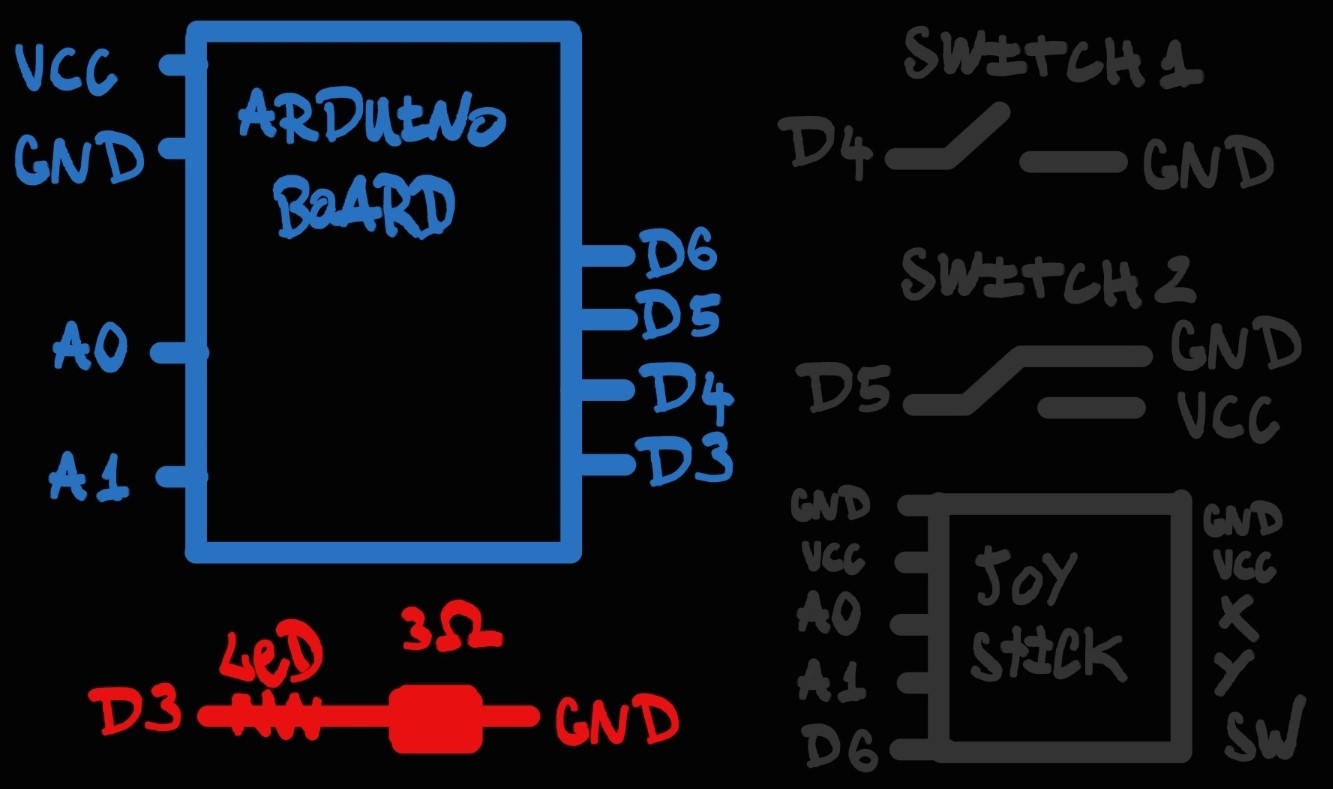 VCC
GND
A0
A1
ARDUINO
BOARD
D6
D5
D4
D3
LeD
3Ω
D3
GND
SWITCH 1
D4
GND
SWITCH 2
D5
GND
VCC
GND
VCC
A0
A1
D6
JOY
STICK
GND
VCC
X
Y
SW